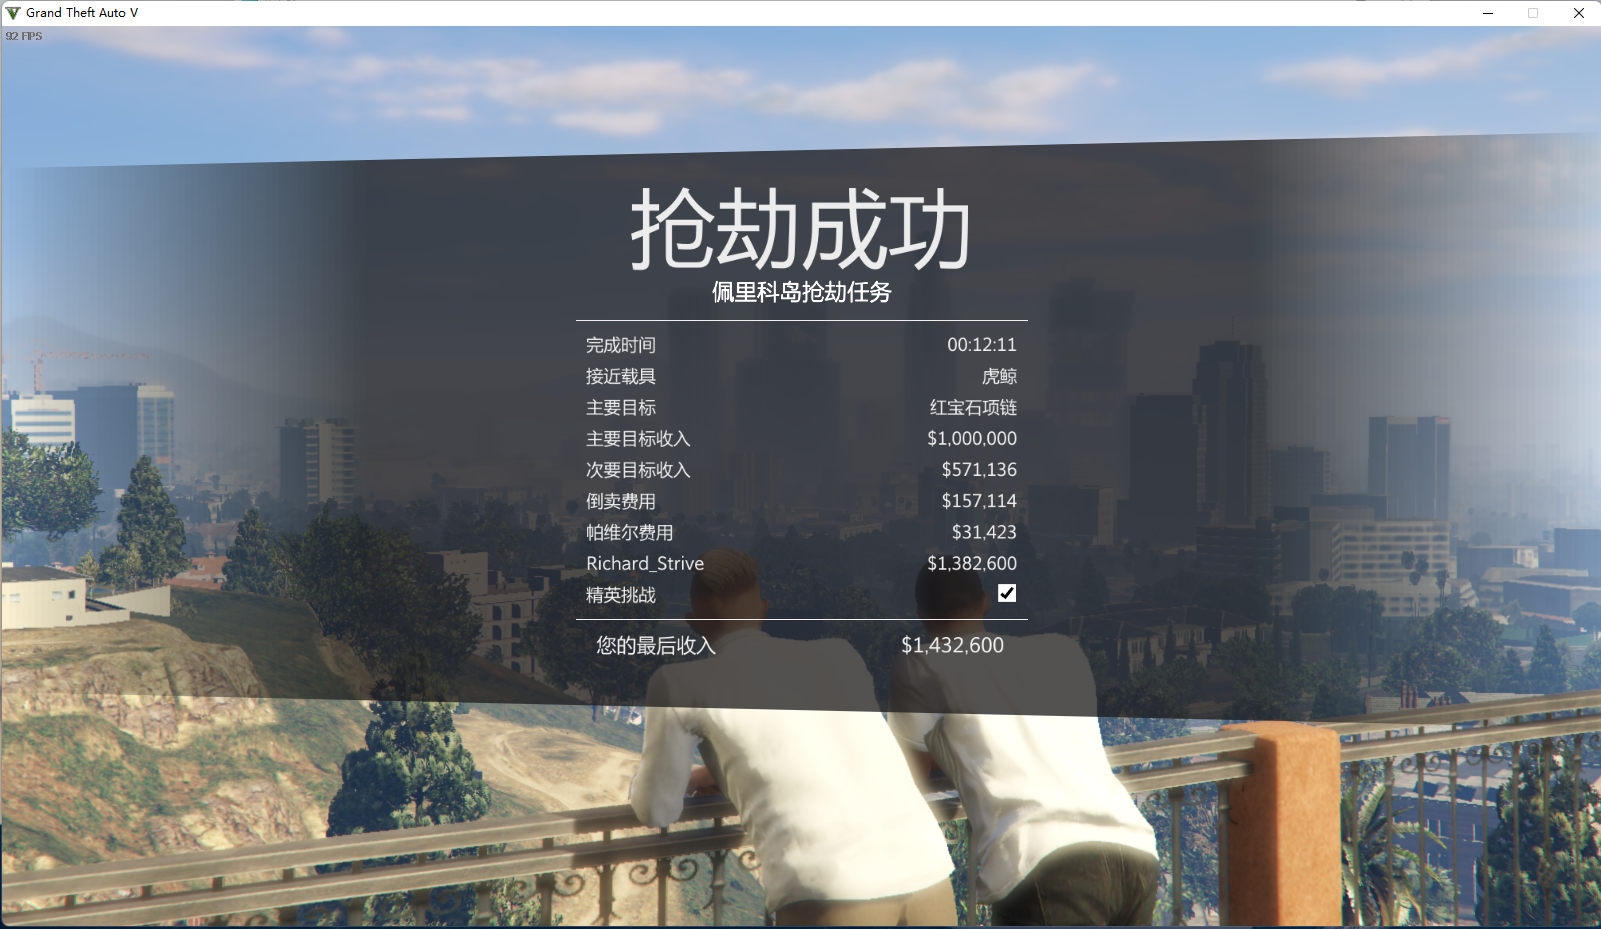 Grand Theft Auto V
92 FPS
抢劫成功
佩里科岛抢劫任务
完成时间 00:12:11
接近载具 虎鲸
主要目标 红宝石项链
主要目标收入 $1,000,000
次要目标收入 $571,136
倒卖费用 $157,114
帕维尔费用 $31,423
Richard_Strive $1,382,600
精英挑战
您的最后收入 $1,432,600